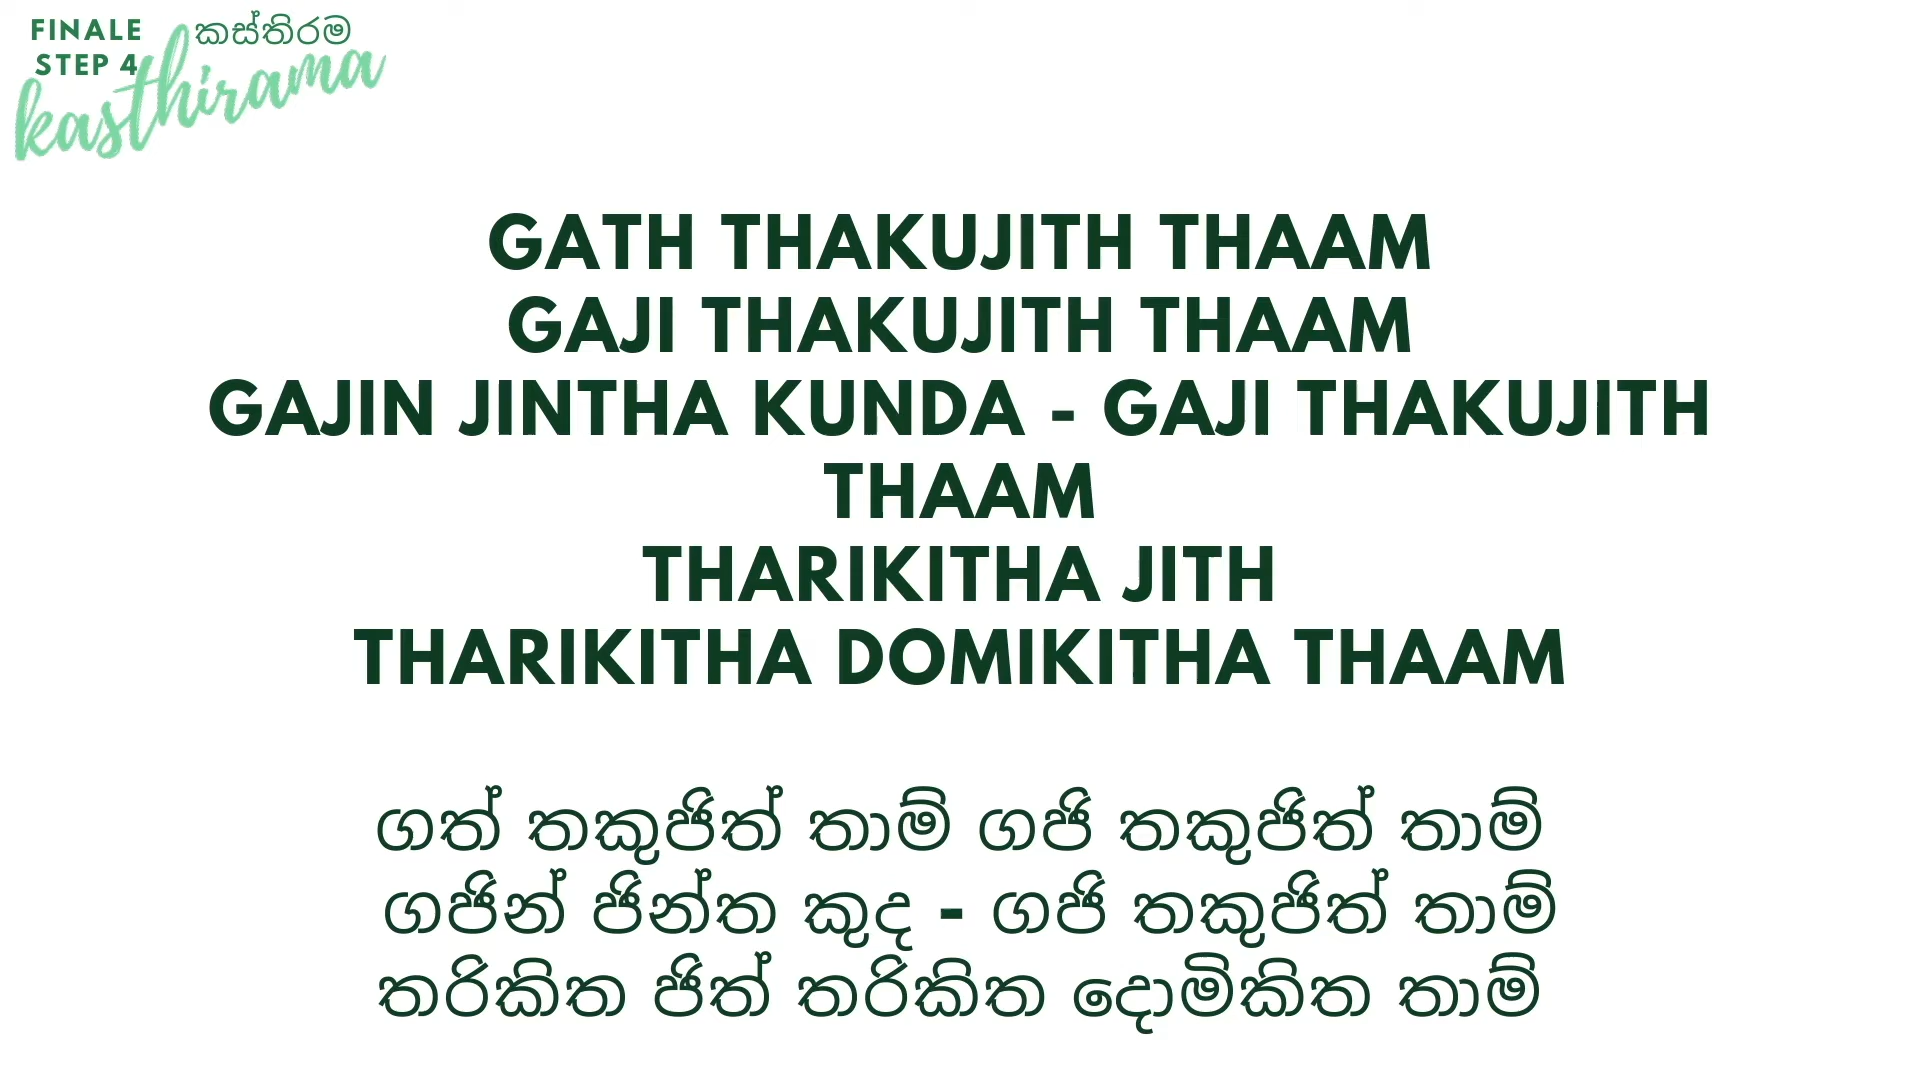 FINALE
STEP 4
කස්තිරම
kasthirama
GATH THAKUJITH THAAM
GAJI THAKUJITH THAAM
GAJIN JINTHA KUNDA - GAJI THAKUJITH
THAAM
THARIKITHA JITH
THARIKITHA DOMIKITHA THAAM
ගත් තකුජිත් තාම් ගජි තකුජිත් තාම්
ගජින් ජින්ත කුද - ගජි තකුජිත් තාම්
තරිකිත ජිත් තරිකිත දොමිකිත තාම්